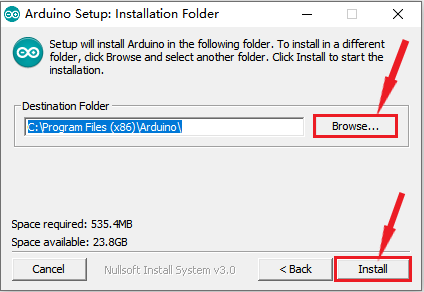 Arduino Setup: Installation Folder
Setup will install Arduino in the following folder. To install in a different
folder, click Browse and select another folder. Click Install to start the
installation.
Destination Folder
C:\Program Files (x86)\Arduino\
Browse...
Space required: 535.4MB
Space available: 23.8GB
Cancel
Nullsoft Install System v3.0
< Back
Install